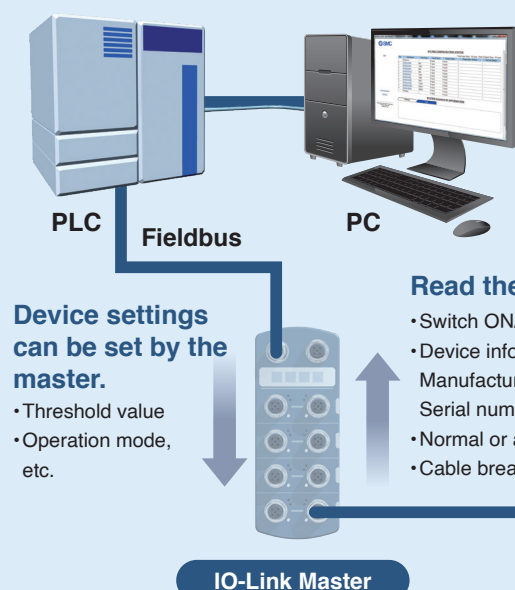 SMC
PLC
PC
Fieldbus
Device settings
can be set by the
master.
・Threshold value
・Operation mode,
etc.
Read the
・Switch ON
・Device info
Manufactur
Serial num
・Normal or a
・Cable brea
IO-Link Master